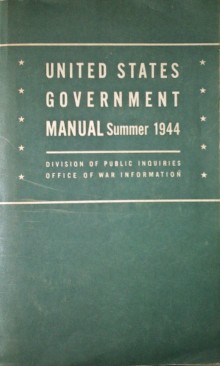 UNITED STATES
GOVERNMENT
MANUAL Summer 1944
DIVISION OF PUBLIC INQUIRIES
OFFICE OF WAR INFORMATION